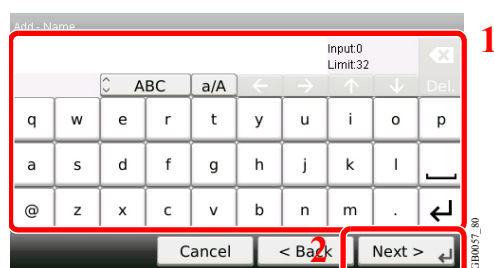 Add - Name
1
Input:0
Limit:32
ABC a/A ← → ↑ ↓ Del.
q w e r t y u i o p
a s d f g h j k l
@ z x c v b n m .
Cancel < Back 2 Next >
GB0057_80